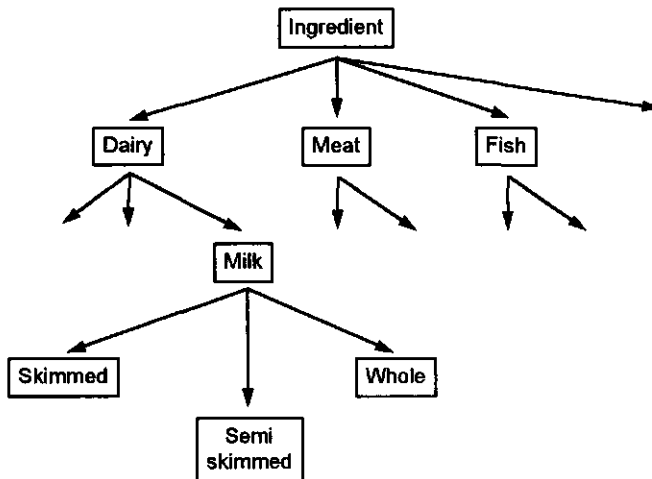 Ingredient
Dairy
Meat
Fish
Milk
Skimmed
Whole
Semi
skimmed